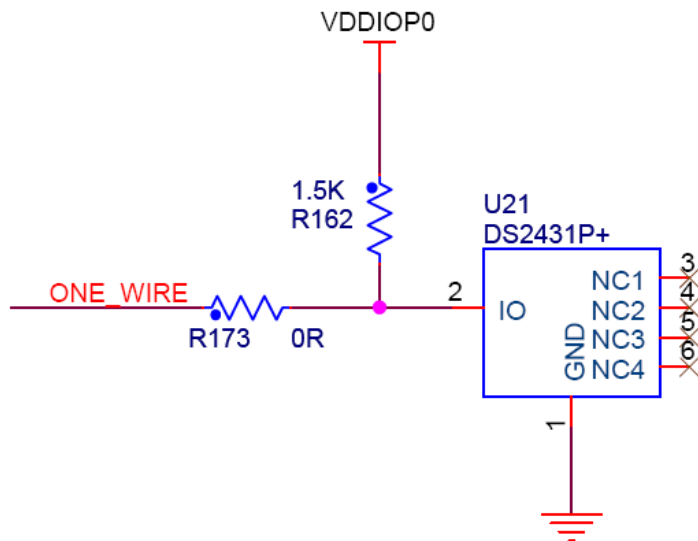 VDDIOP0
1.5K
R162
U21
DS2431P+
ONE_WIRE
R173 0R
2
IO
NC1 3
NC2 4
NC3 5
NC4 6
GND
1